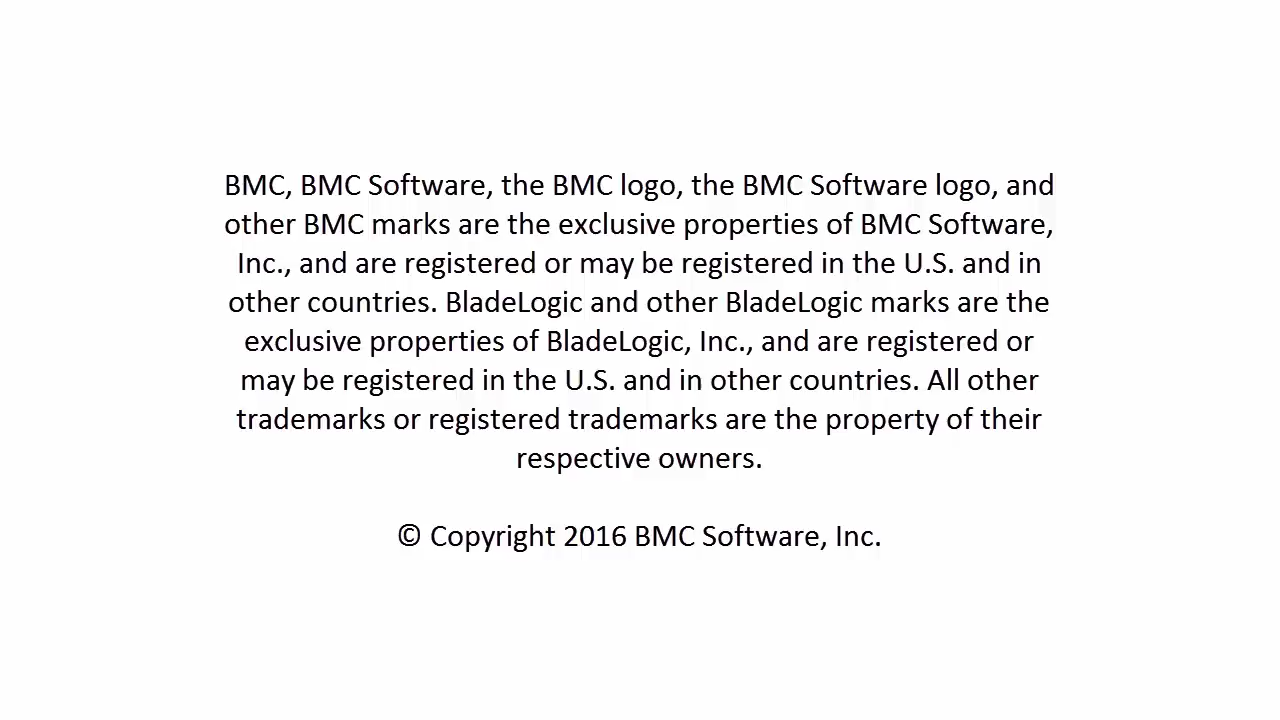 BMC, BMC Software, the BMC logo, the BMC Software logo, and
other BMC marks are the exclusive properties of BMC Software,
Inc., and are registered or may be registered in the U.S. and in
other countries. BladeLogic and other BladeLogic marks are the
exclusive properties of BladeLogic, Inc., and are registered or
may be registered in the U.S. and in other countries. All other
trademarks or registered trademarks are the property of their
respective owners.
© Copyright 2016 BMC Software, Inc.